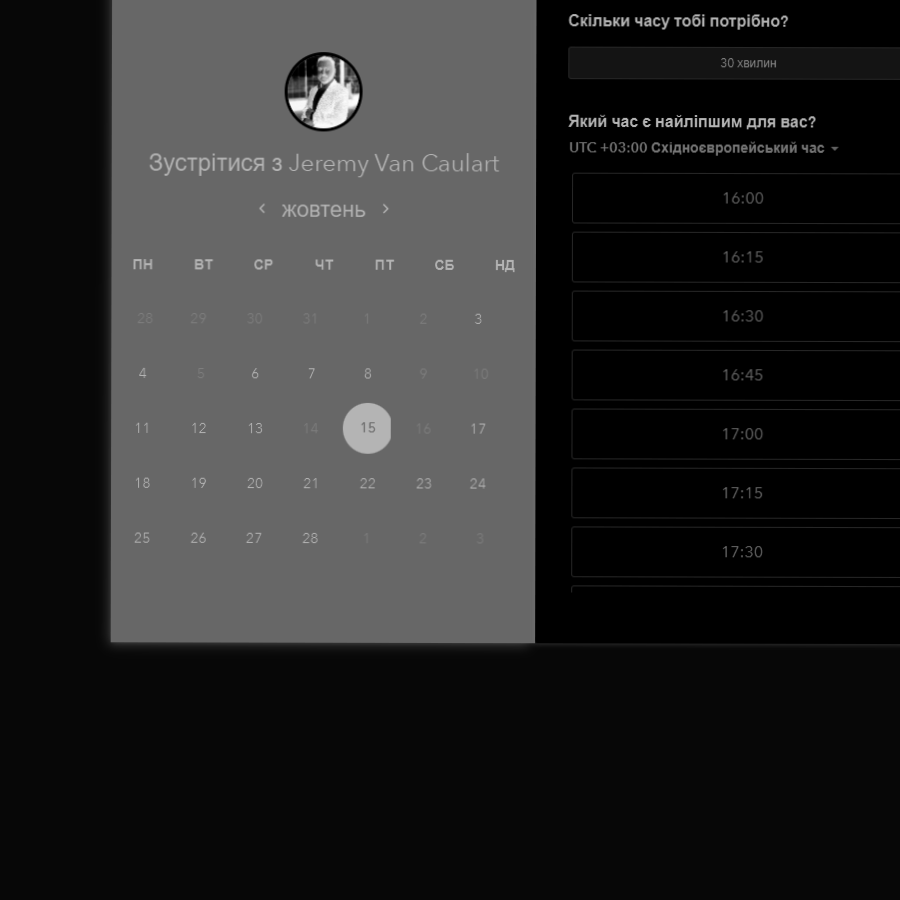 Зустрітися з Jeremy Van Caulart
жовтень
ПН ВТ СР ЧТ ПТ СБ НД
28 29 30 31 1 2 3
4 5 6 7 8 9 10
11 12 13 14 15 16 17
18 19 20 21 22 23 24
25 26 27 28 1 2 3
Скільки часу тобі потрібно?
30 хвилин
Який час є найліпшим для вас?
UTC +03:00 Східноєвропейський час
16:00
16:15
16:30
16:45
17:00
17:15
17:30